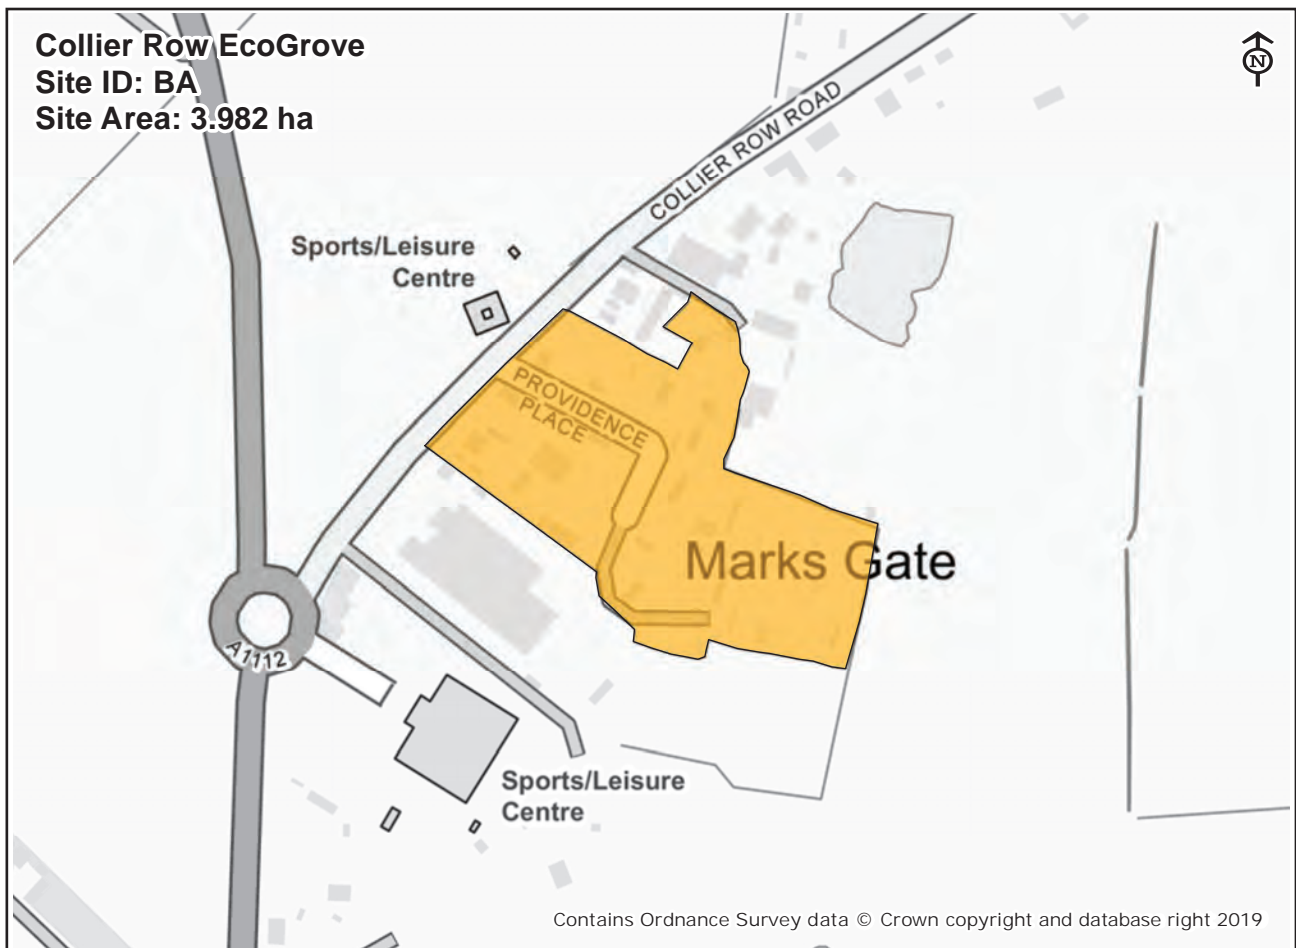 Collier Row EcoGrove
Site ID: BA
Site Area: 3.982 ha
N
COLLIER ROW ROAD
Sports/Leisure
Centre
PROVIDENCE
PLACE
Marks Gate
A1112
Sports/Leisure
Centre
Contains Ordnance Survey data © Crown copyright and database right 2019